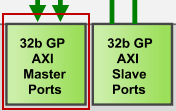 32b GP
AXI
Master
Ports
32b GP
AXI
Slave
Ports